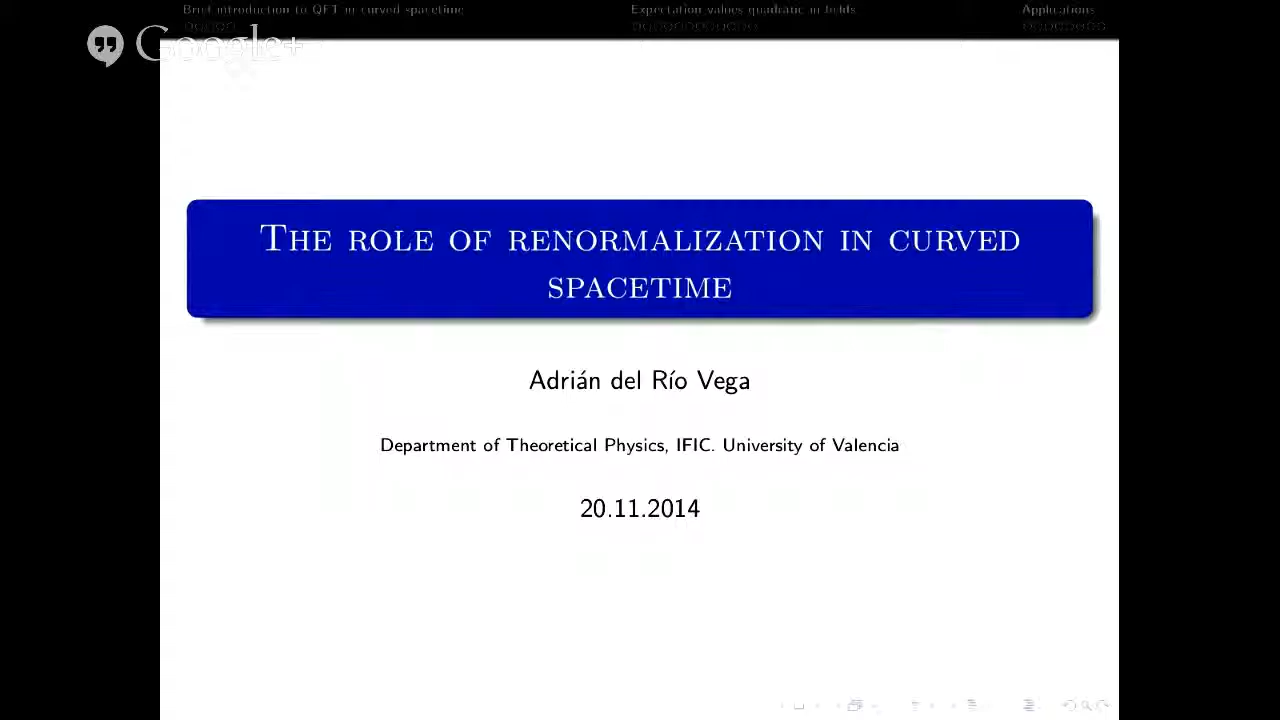 Brief introduction to QFT in curved spacetime Expectation values quadratic in fields Applications
Google+
THE ROLE OF RENORMALIZATION IN CURVED
SPACETIME
Adrián del Río Vega
Department of Theoretical Physics, IFIC. University of Valencia
20.11.2014